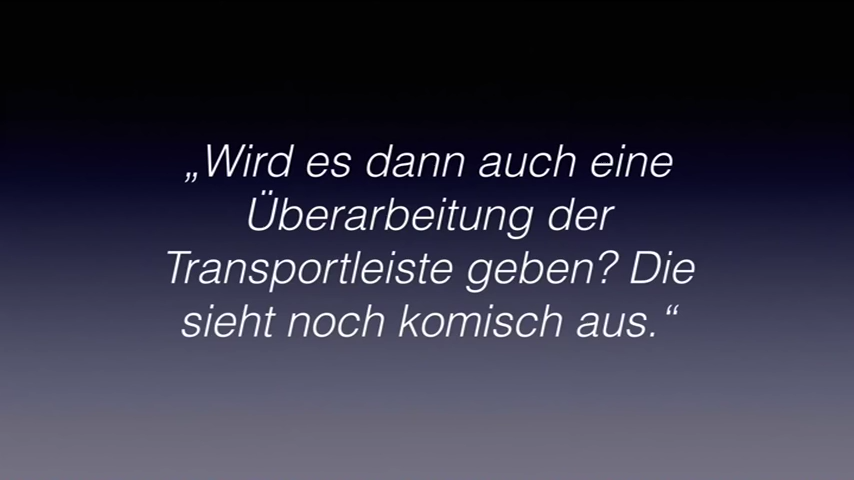 „Wird es dann auch eine
Überarbeitung der
Transportleiste geben? Die
sieht noch komisch aus.“